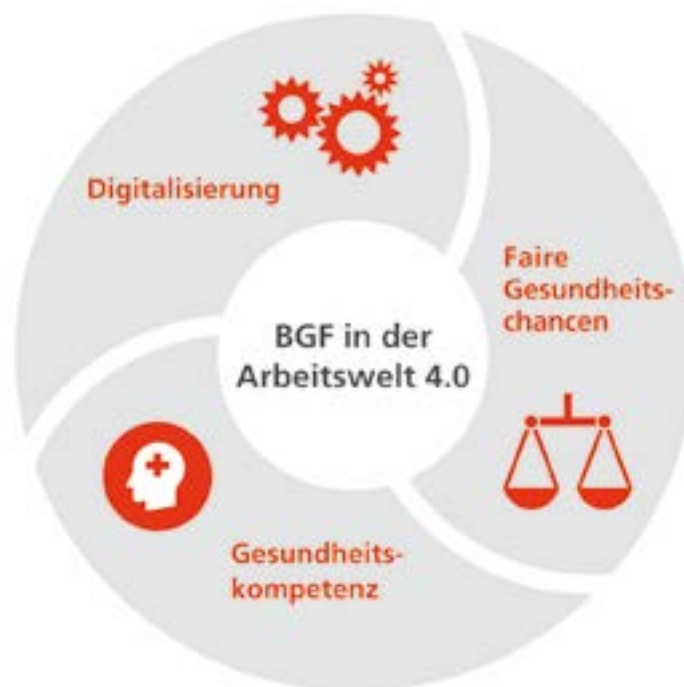 Digitalisierung
Faire
Gesundheits-
chancen
BGF in der
Arbeitswelt 4.0
Gesundheits-
kompetenz